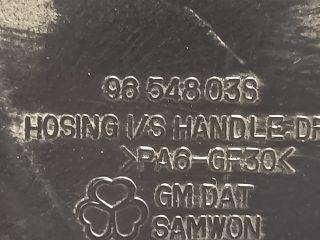 96 548 038
HOSING I/S HANDLE-DR
>PA6-GF30<
GM DAT
SAMWON